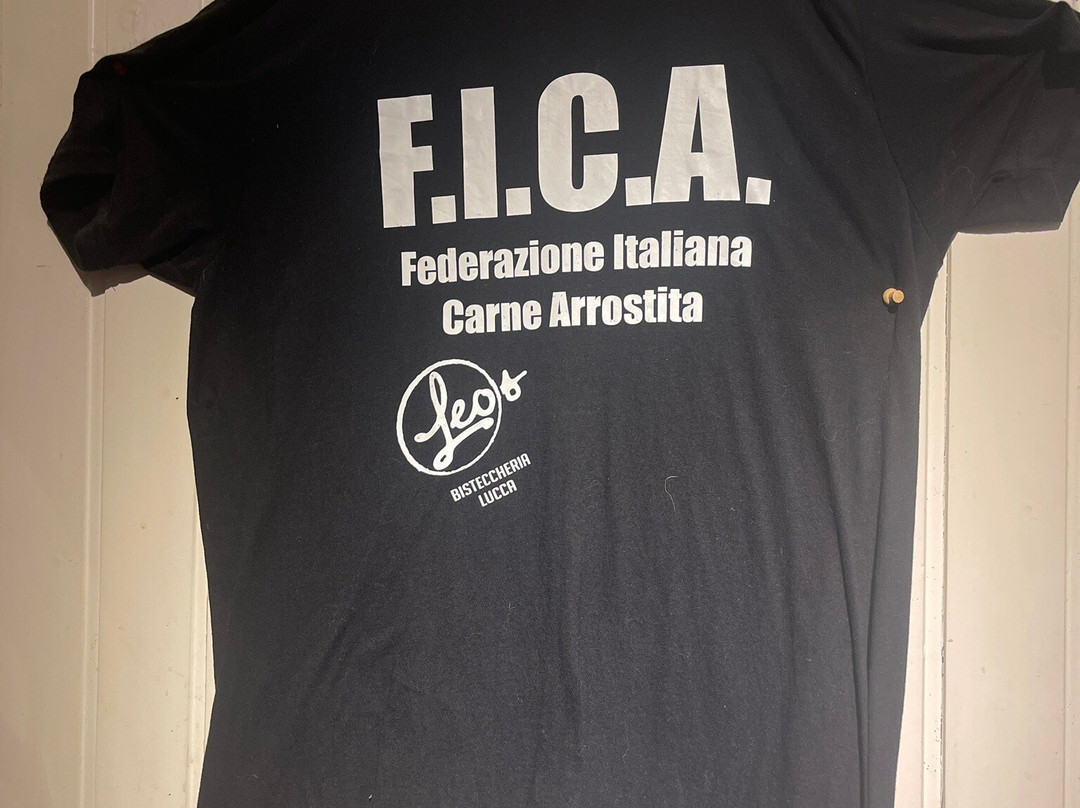 F.I.C.A.
Federazione Italiana
Carne Arrostita
Leo's
BISTECCHERIA
LUCCA